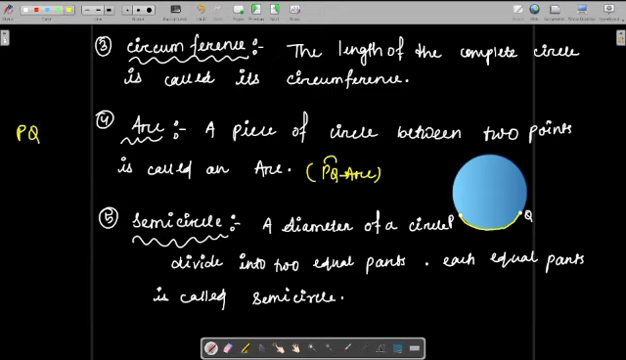 ③ circumference :- The length of the complete circle
is called its circumference.
PQ
④ Arc :- A piece of circle between two points
is called an Arc. (PQ-Arc)
P Q
⑤ Semicircle :- A diameter of a circle
divide into two equal parts. each equal parts
is called semicircle.